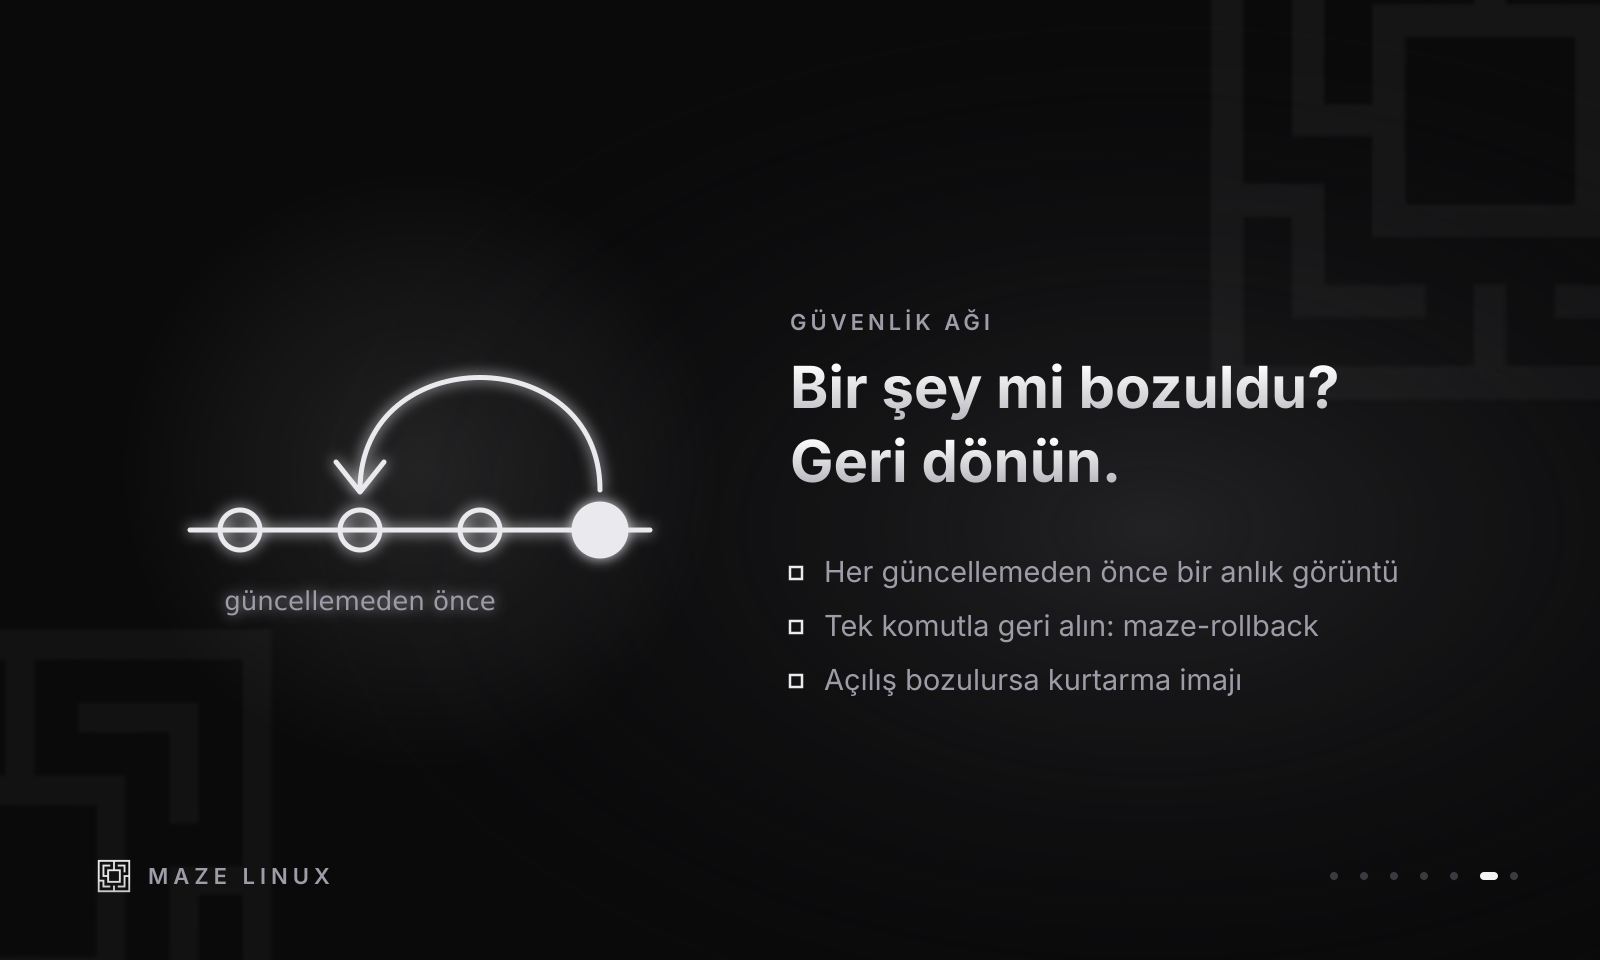 GÜVENLİK AĞI
Bir şey mi bozuldu?
Geri dönün.
güncellemeden önce
Her güncellemeden önce bir anlık görüntü
Tek komutla geri alın: maze-rollback
Açılış bozulursa kurtarma imajı
MAZE LINUX